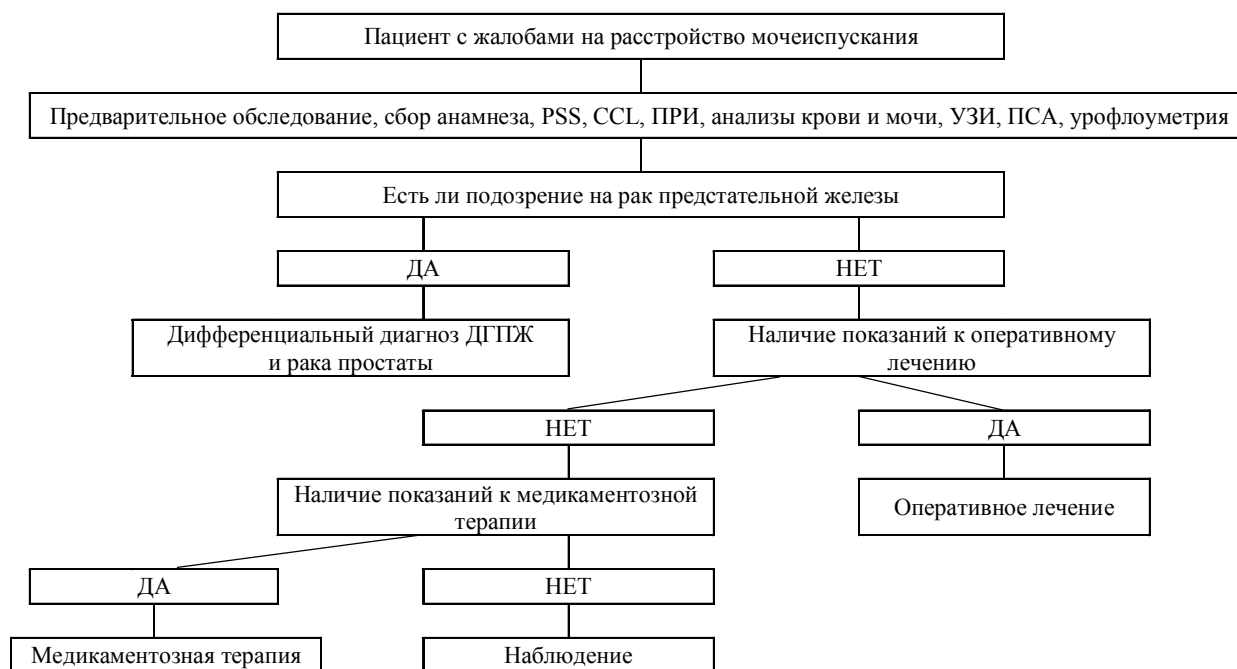 Пациент с жалобами на расстройство мочеиспускания
Предварительное обследование, сбор анамнеза, PSS, CCL, ПРИ, анализы крови и мочи, УЗИ, ПСА, урофлоуметрия
Есть ли подозрение на рак предстательной железы
ДА
НЕТ
Дифференциальный диагноз ДГПЖ
и рака простаты
Наличие показаний к оперативному
лечению
НЕТ
ДА
Наличие показаний к медикаментозной
терапии
Оперативное лечение
ДА
НЕТ
Медикаментозная терапия
Наблюдение